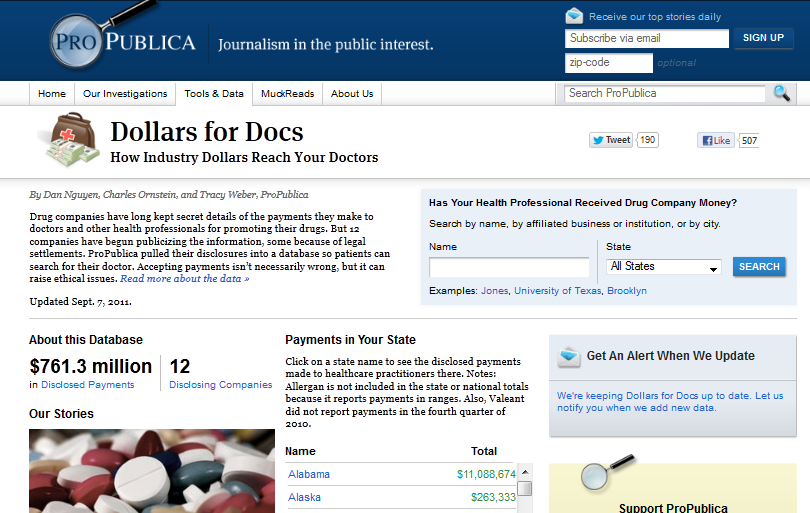 PROPUBLICA
Journalism in the public interest.
Receive our top stories daily
Subscribe via email
SIGN UP
zip-code
optional
Home
Our Investigations
Tools & Data
MuckReads
About Us
Search ProPublica
Dollars for Docs
How Industry Dollars Reach Your Doctors
Tweet
190
Like
507
By Dan Nguyen, Charles Ornstein, and Tracy Weber, ProPublica
Drug companies have long kept secret details of the payments they make to
doctors and other health professionals for promoting their drugs. But 12
companies have begun publicizing the information, some because of legal
settlements. ProPublica pulled their disclosures into a database so patients can
search for their doctor. Accepting payments isn't necessarily wrong, but it can
raise ethical issues. Read more about the data »
Updated Sept. 7, 2011.
Has Your Health Professional Received Drug Company Money?
Search by name, by affiliated business or institution, or by city.
Name
State
All States
SEARCH
Examples: Jones, University of Texas, Brooklyn
About this Database
$761.3 million
in Disclosed Payments
12
Disclosing Companies
Our Stories
Payments in Your State
Click on a state name to see the disclosed payments
made to healthcare practitioners there. Notes:
Allergan is not included in the state or national totals
because it reports payments in ranges. Also, Valeant
did not report payments in the fourth quarter of
2010.
Name Total
Alabama $11,088,674
Alaska $263,333
Get An Alert When We Update
We're keeping Dollars for Docs up to date. Let us
notify you when we add new data.
Support ProPublica